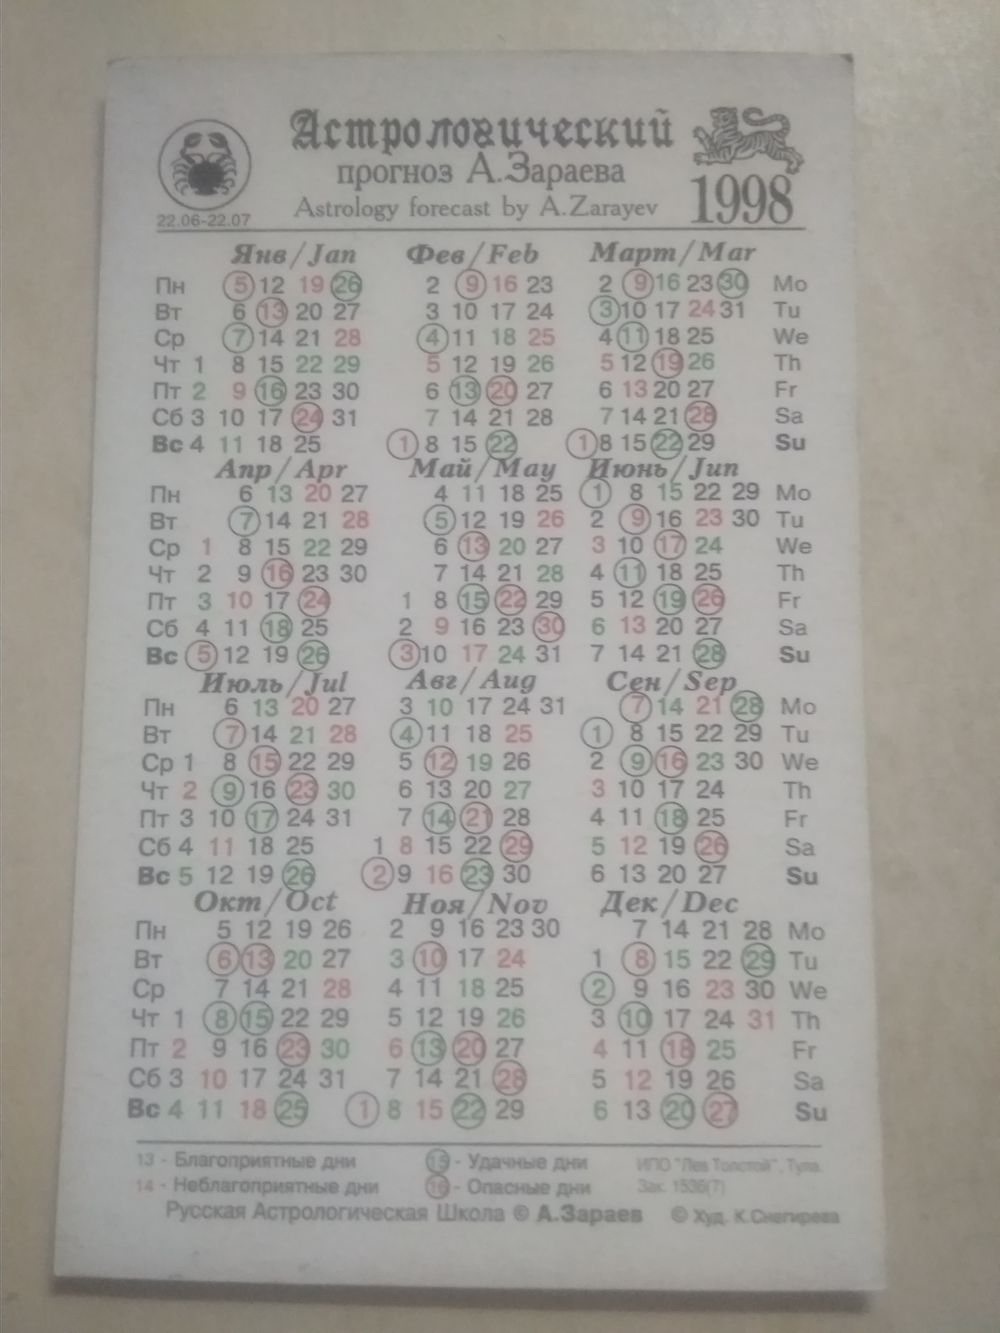 Астрологический
прогноз А.Зараева
Astrology forecast by A.Zarayev
1998
22.06-22.07
Янв/Jan Фев/Feb Март/Mar
Пн 5 12 19 26 2 9 16 23 2 9 16 23 30 Mo
Вт 6 13 20 27 3 10 17 24 3 10 17 24 31 Tu
Ср 7 14 21 28 4 11 18 25 4 11 18 25 We
Чт 1 8 15 22 29 5 12 19 26 5 12 19 26 Th
Пт 2 9 16 23 30 6 13 20 27 6 13 20 27 Fr
Сб 3 10 17 24 31 7 14 21 28 7 14 21 28 Sa
Вс 4 11 18 25 1 8 15 22 1 8 15 22 29 Su
Апр/Apr Май/May Июнь/Jun
Пн 6 13 20 27 4 11 18 25 1 8 15 22 29 Mo
Вт 7 14 21 28 5 12 19 26 2 9 16 23 30 Tu
Ср 1 8 15 22 29 6 13 20 27 3 10 17 24 We
Чт 2 9 16 23 30 7 14 21 28 4 11 18 25 Th
Пт 3 10 17 24 1 8 15 22 29 5 12 19 26 Fr
Сб 4 11 18 25 2 9 16 23 30 6 13 20 27 Sa
Вс 5 12 19 26 3 10 17 24 31 7 14 21 28 Su
Июль/Jul Авг/Aug Сен/Sep
Пн 6 13 20 27 3 10 17 24 31 7 14 21 28 Mo
Вт 7 14 21 28 4 11 18 25 1 8 15 22 29 Tu
Ср 1 8 15 22 29 5 12 19 26 2 9 16 23 30 We
Чт 2 9 16 23 30 6 13 20 27 3 10 17 24 Th
Пт 3 10 17 24 31 7 14 21 28 4 11 18 25 Fr
Сб 4 11 18 25 1 8 15 22 29 5 12 19 26 Sa
Вс 5 12 19 26 2 9 16 23 30 6 13 20 27 Su
Окт/Oct Ноя/Nov Дек/Dec
Пн 5 12 19 26 2 9 16 23 30 7 14 21 28 Mo
Вт 6 13 20 27 3 10 17 24 1 8 15 22 29 Tu
Ср 7 14 21 28 4 11 18 25 2 9 16 23 30 We
Чт 1 8 15 22 29 5 12 19 26 3 10 17 24 31 Th
Пт 2 9 16 23 30 6 13 20 27 4 11 18 25 Fr
Сб 3 10 17 24 31 7 14 21 28 5 12 19 26 Sa
Вс 4 11 18 25 1 8 15 22 29 6 13 20 27 Su
13 - Благоприятные дни 15 - Удачные дни ИПО "Лев Толстой", Тула.
14 - Неблагоприятные дни 16 - Опасные дни Зак. 1536(7)
Русская Астрологическая Школа © А.Зараев © Худ. К.Снегирева